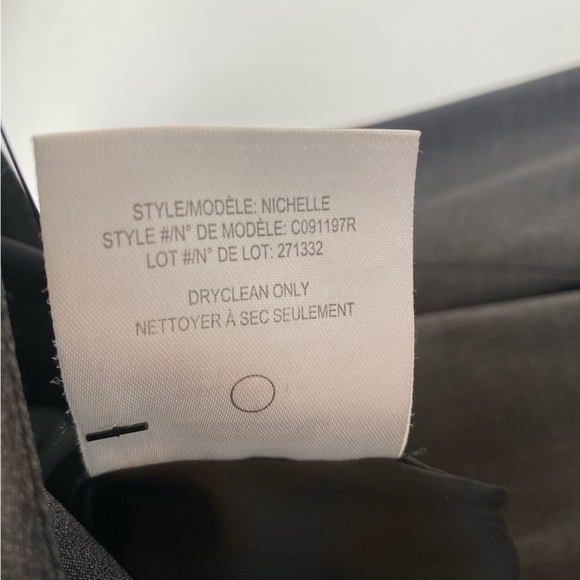 STYLE/MODÈLE: NICHELLE
STYLE #/N° DE MODÈLE: C091197R
LOT #/N° DE LOT: 271332
DRYCLEAN ONLY
NETTOYER À SEC SEULEMENT